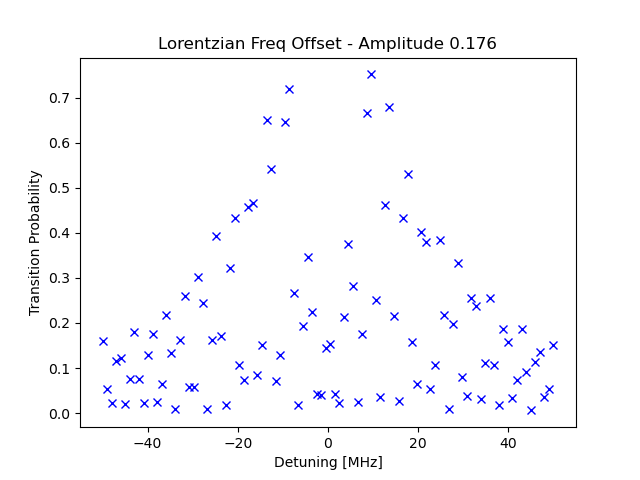 Lorentzian Freq Offset - Amplitude 0.176
Transition Probability
0.7
0.6
0.5
0.4
0.3
0.2
0.1
0.0
−40 −20 0 20 40
Detuning [MHz]